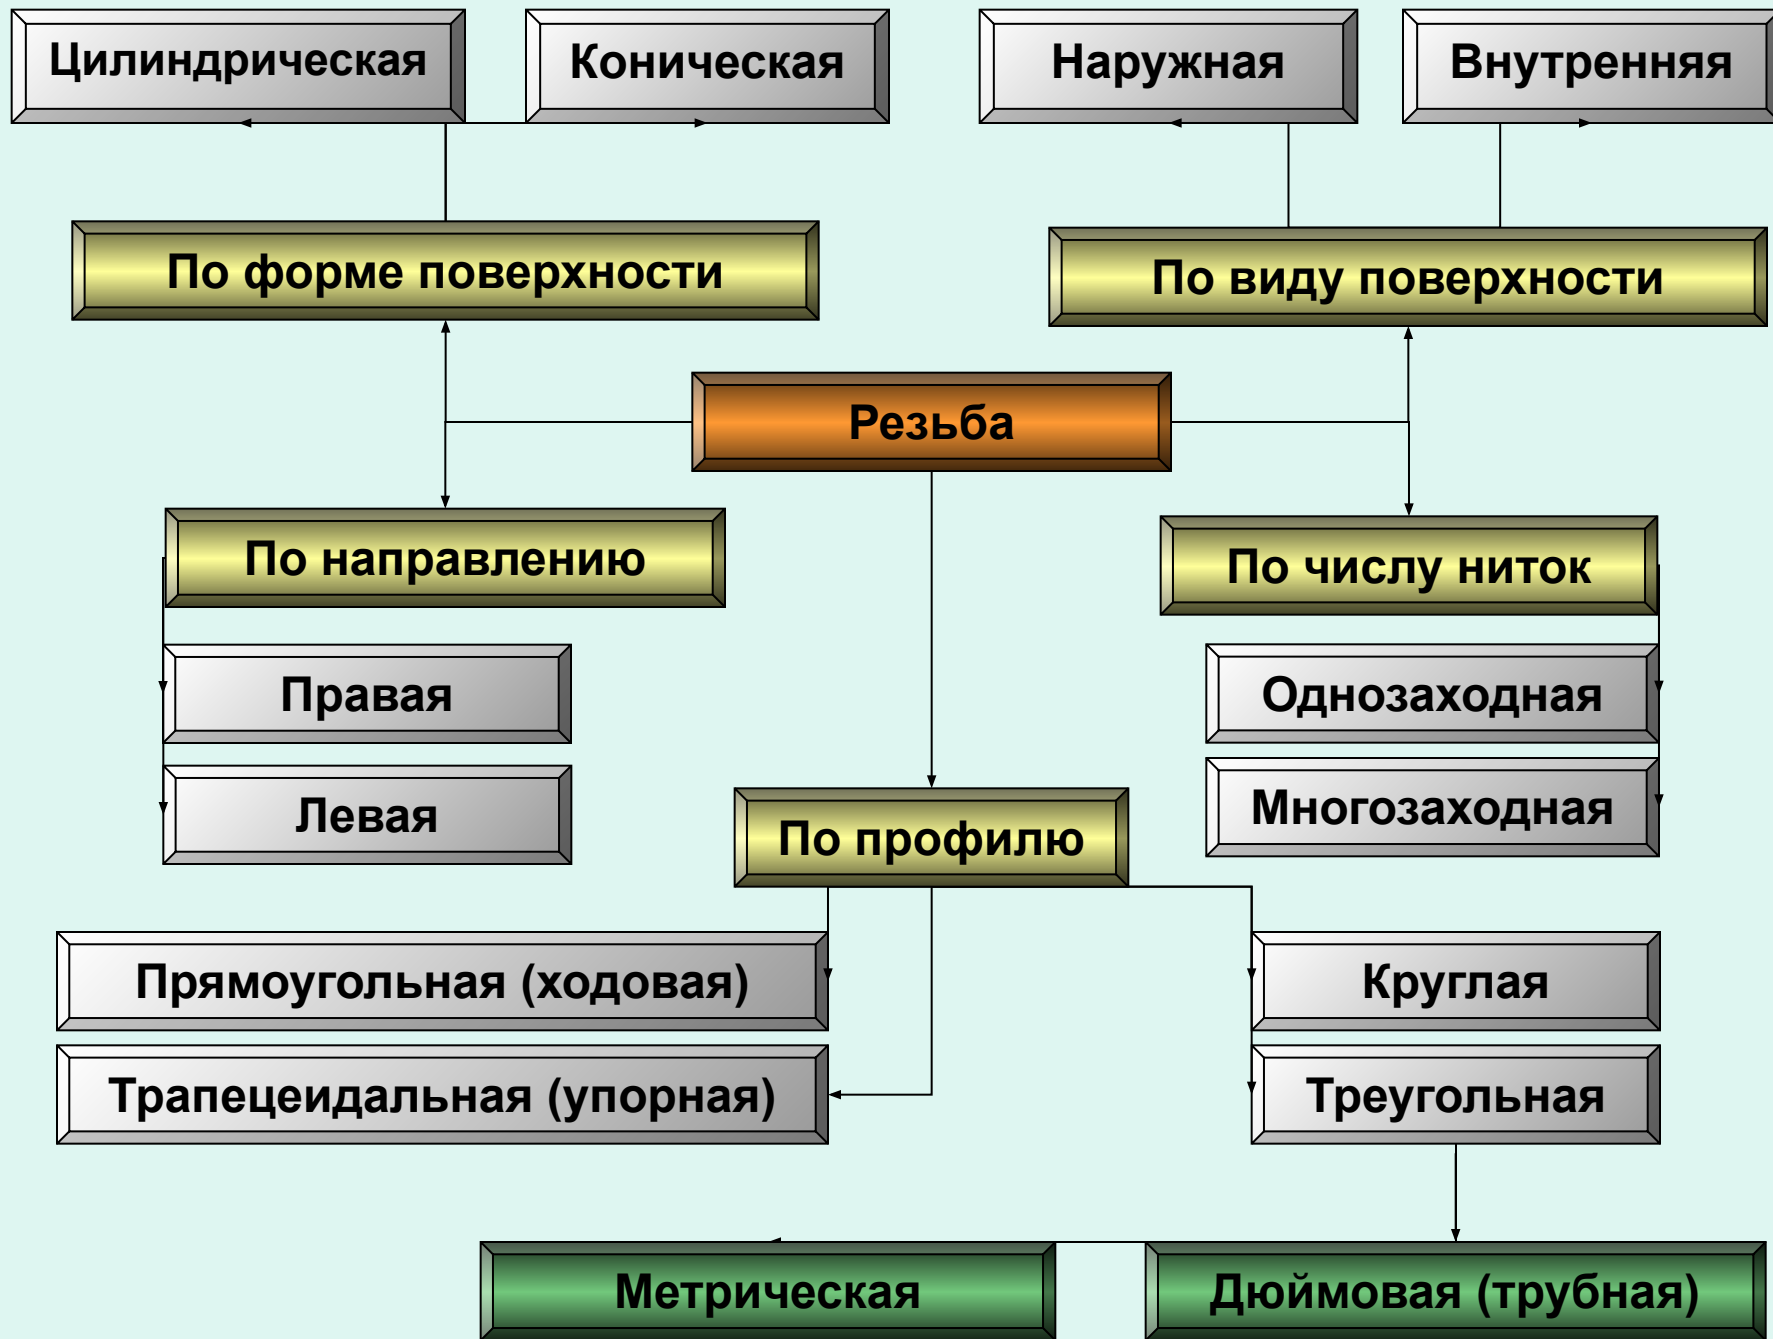 Цилиндрическая
Коническая
Наружная
Внутренняя
По форме поверхности
По виду поверхности
Резьба
По направлению
По числу ниток
Правая
Однозаходная
Левая
Многозаходная
По профилю
Прямоугольная (ходовая)
Круглая
Трапецеидальная (упорная)
Треугольная
Метрическая
Дюймовая (трубная)